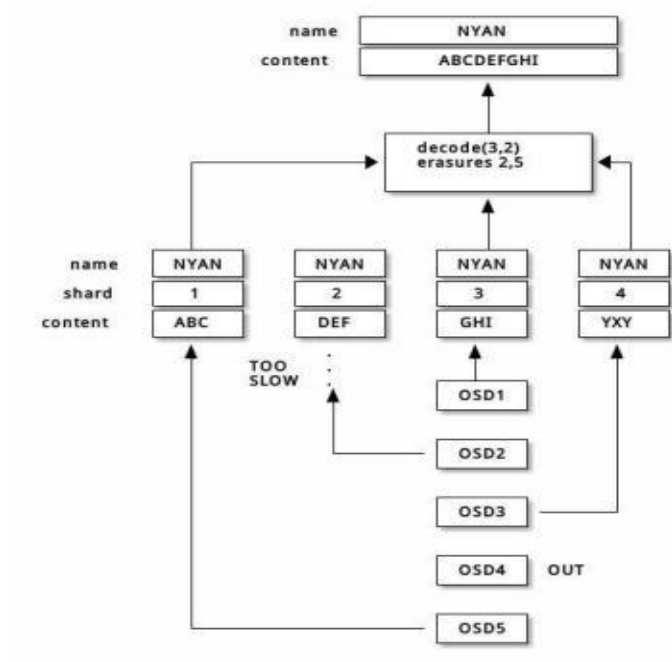 name NYAN
content ABCDEFGHI
decode(3,2)
erasures 2,5
name NYAN NYAN NYAN NYAN
shard 1 2 3 4
content ABC DEF GHI YXY
TOO
SLOW
OSD1
OSD2
OSD3
OSD4 OUT
OSD5